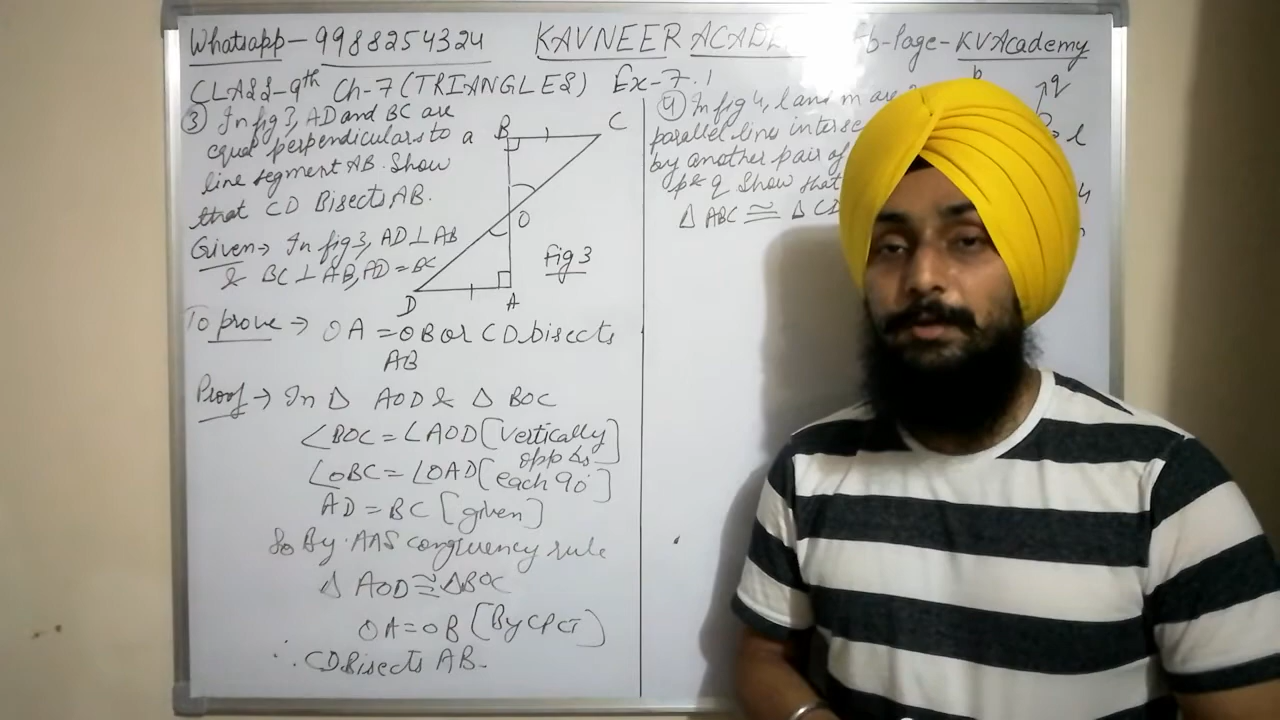 Whatsapp - 9988254324 KAVNEER ACADE Fb-Page-KVAcademy
CLASS-9th Ch-7 (TRIANGLES) Ex-7.1
③ In fig 3, AD and BC are
equal perpendiculars to a
line segment AB. Show
that CD Bisects AB.
Given → In fig 3, AD ⊥ AB
& BC ⊥ AB, AD = BC
B C
O
D A
Fig 3
To prove → OA = OB or CD bisects
AB
Proof → In Δ AOD & Δ BOC
∠BOC = ∠AOD [Vertically
opp ∠s]
∠OBC = ∠OAD [each 90°]
AD = BC [given]
So By AAS congruency rule
Δ AOD ≅ ΔBOC
OA = OB [By CPCT]
∴ CD Bisects AB.
④ In fig 4, l and m are
parallel line interse
by another pair of
p & q Show that
Δ ABC ≅ Δ CD
p q
l